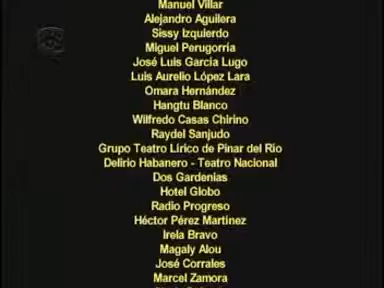 Manuel Villar
Alejandro Aguilera
Sissy Izquierdo
Miguel Perugorría
José Luis García Lugo
Luis Aurelio López Lara
Omara Hernández
Hangtu Blanco
Wilfredo Casas Chirino
Raydel Sanjudo
Grupo Teatro Lírico de Pinar del Río
Delirio Habanero - Teatro Nacional
Dos Gardenias
Hotel Globo
Radio Progreso
Héctor Pérez Martínez
Irela Bravo
Magaly Alou
José Corrales
Marcel Zamora